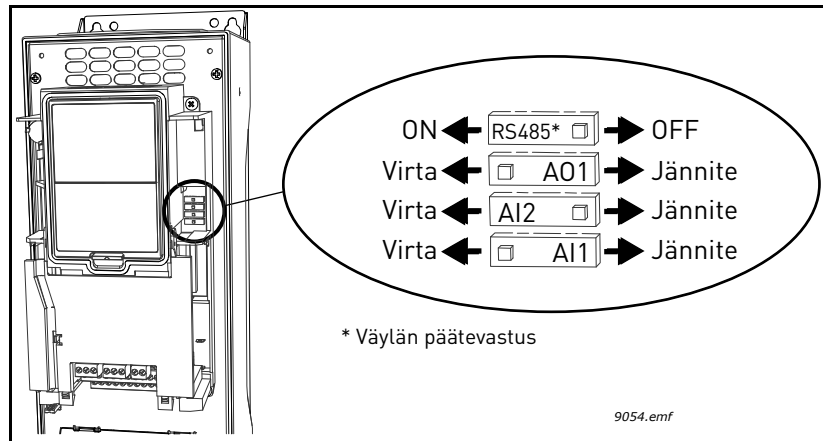 ON RS485* OFF
Virta AO1 Jännite
Virta AI2 Jännite
Virta AI1 Jännite
* Väylän päätevastus
9054.emf